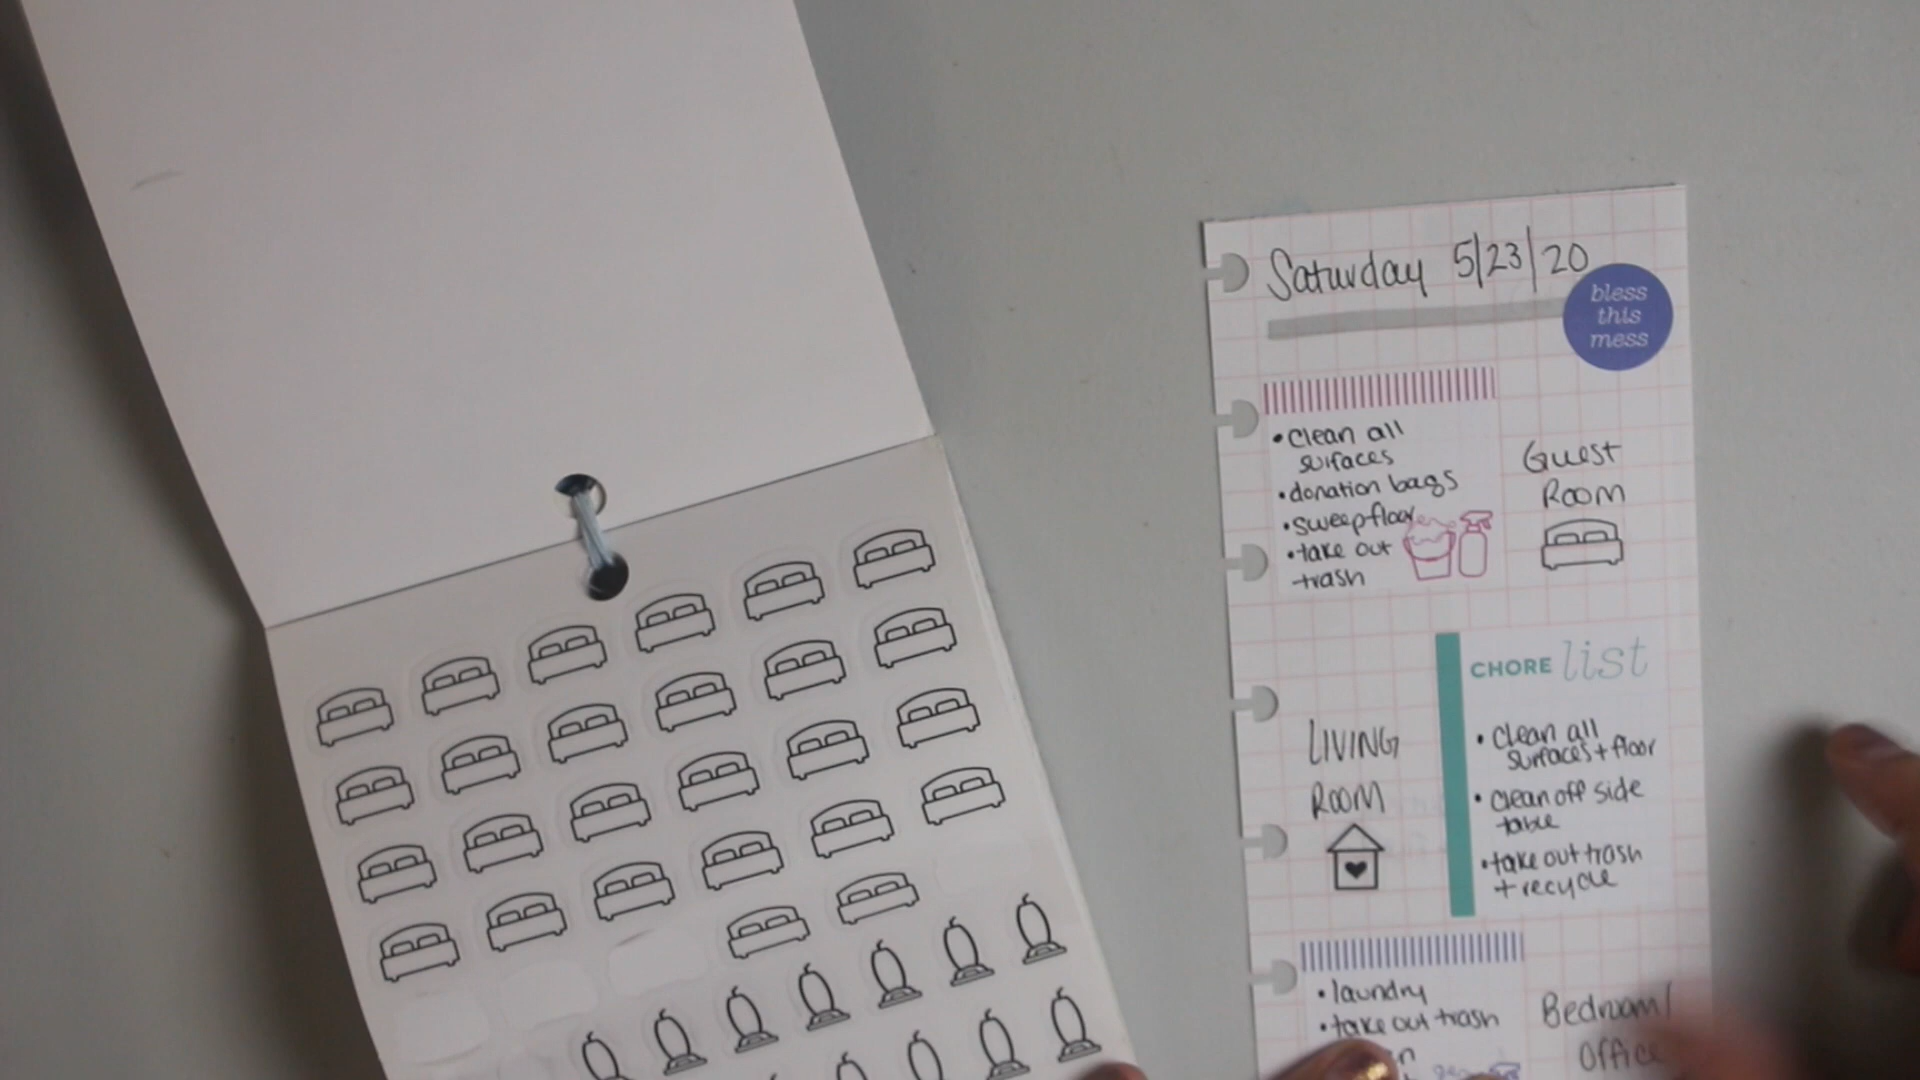 Saturday 5/23/20
bless
this
mess
• clean all
surfaces
• donation bags
• sweep floor
• take out
trash
Guest
Room
LIVING
ROOM
CHORE list
• clean all
surfaces + floor
• clean off side
table
• take out trash
+ recycle
• laundry
• take out trash
Bedroom/
Office